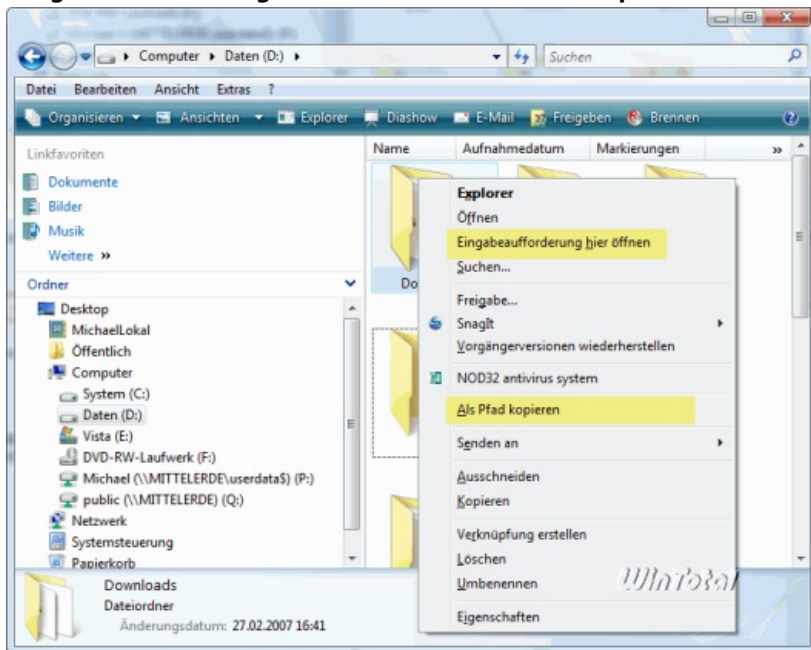 Computer ▸ Daten (D:) ▸
Suchen
Datei Bearbeiten Ansicht Extras ?
Organisieren Ansichten Explorer Diashow E-Mail Freigeben Brennen
Linkfavoriten
Dokumente
Bilder
Musik
Weitere »
Ordner
Desktop
MichaelLokal
Öffentlich
Computer
System (C:)
Daten (D:)
Vista (E:)
DVD-RW-Laufwerk (F:)
Michael (\\MITTELERDE\userdata$) (P:)
public (\\MITTELERDE) (Q:)
Netzwerk
Systemsteuerung
Papierkorb
Name Aufnahmedatum Markierungen »
Do
Explorer
Öffnen
Eingabeaufforderung hier öffnen
Suchen...
Freigabe...
SnagIt
Vorgängerversionen wiederherstellen
NOD32 antivirus system
Als Pfad kopieren
Senden an
Ausschneiden
Kopieren
Verknüpfung erstellen
Löschen
Umbenennen
Eigenschaften
Downloads
Dateiordner
Änderungsdatum: 27.02.2007 16:41
WinTotal